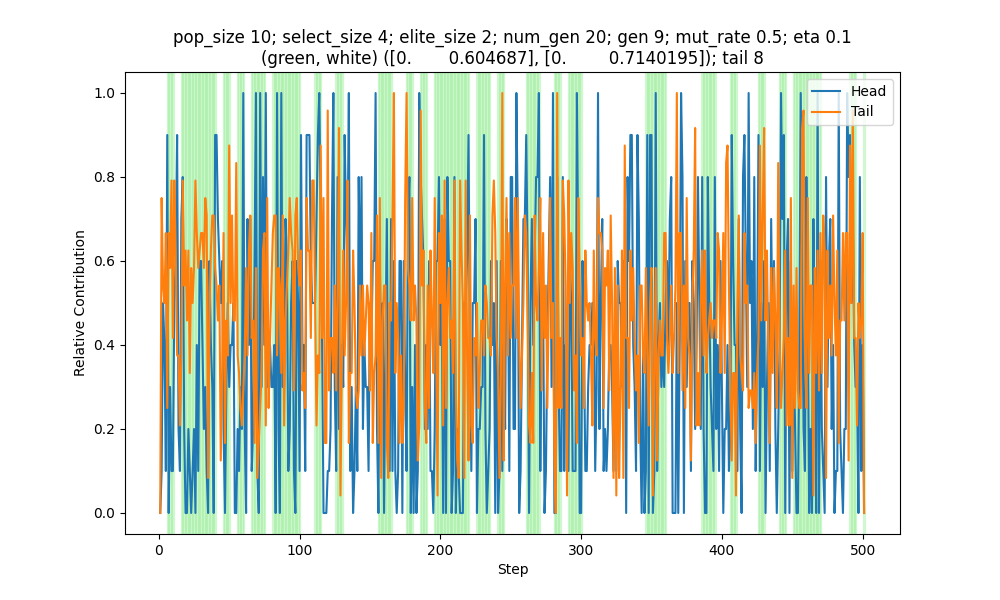 pop_size 10; select_size 4; elite_size 2; num_gen 20; gen 9; mut_rate 0.5; eta 0.1
(green, white) ([0. 0.604687], [0. 0.7140195]); tail 8
Head
Tail
1.0
0.8
0.6
0.4
0.2
0.0
Relative Contribution
0 100 200 300 400 500
Step